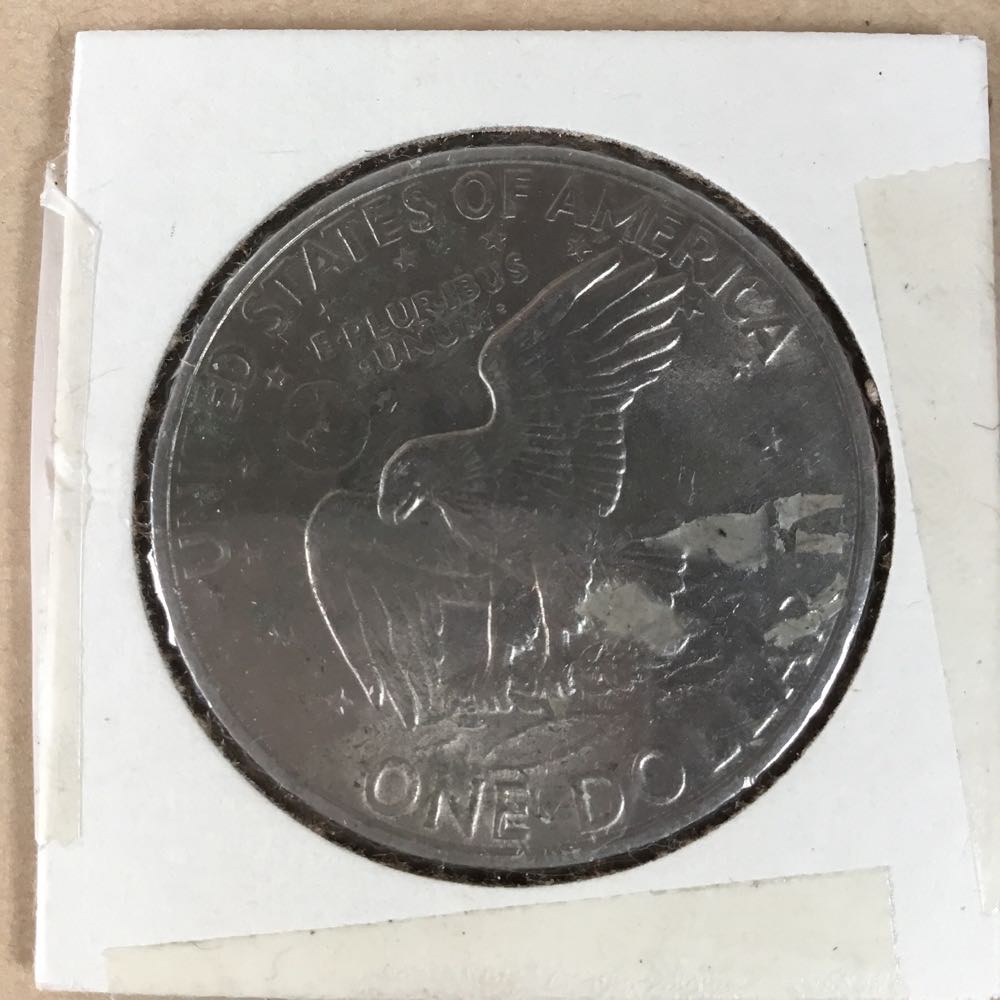 UNITED STATES OF AMERICA
E·PLURIBUS
·UNUM·
ONE DO